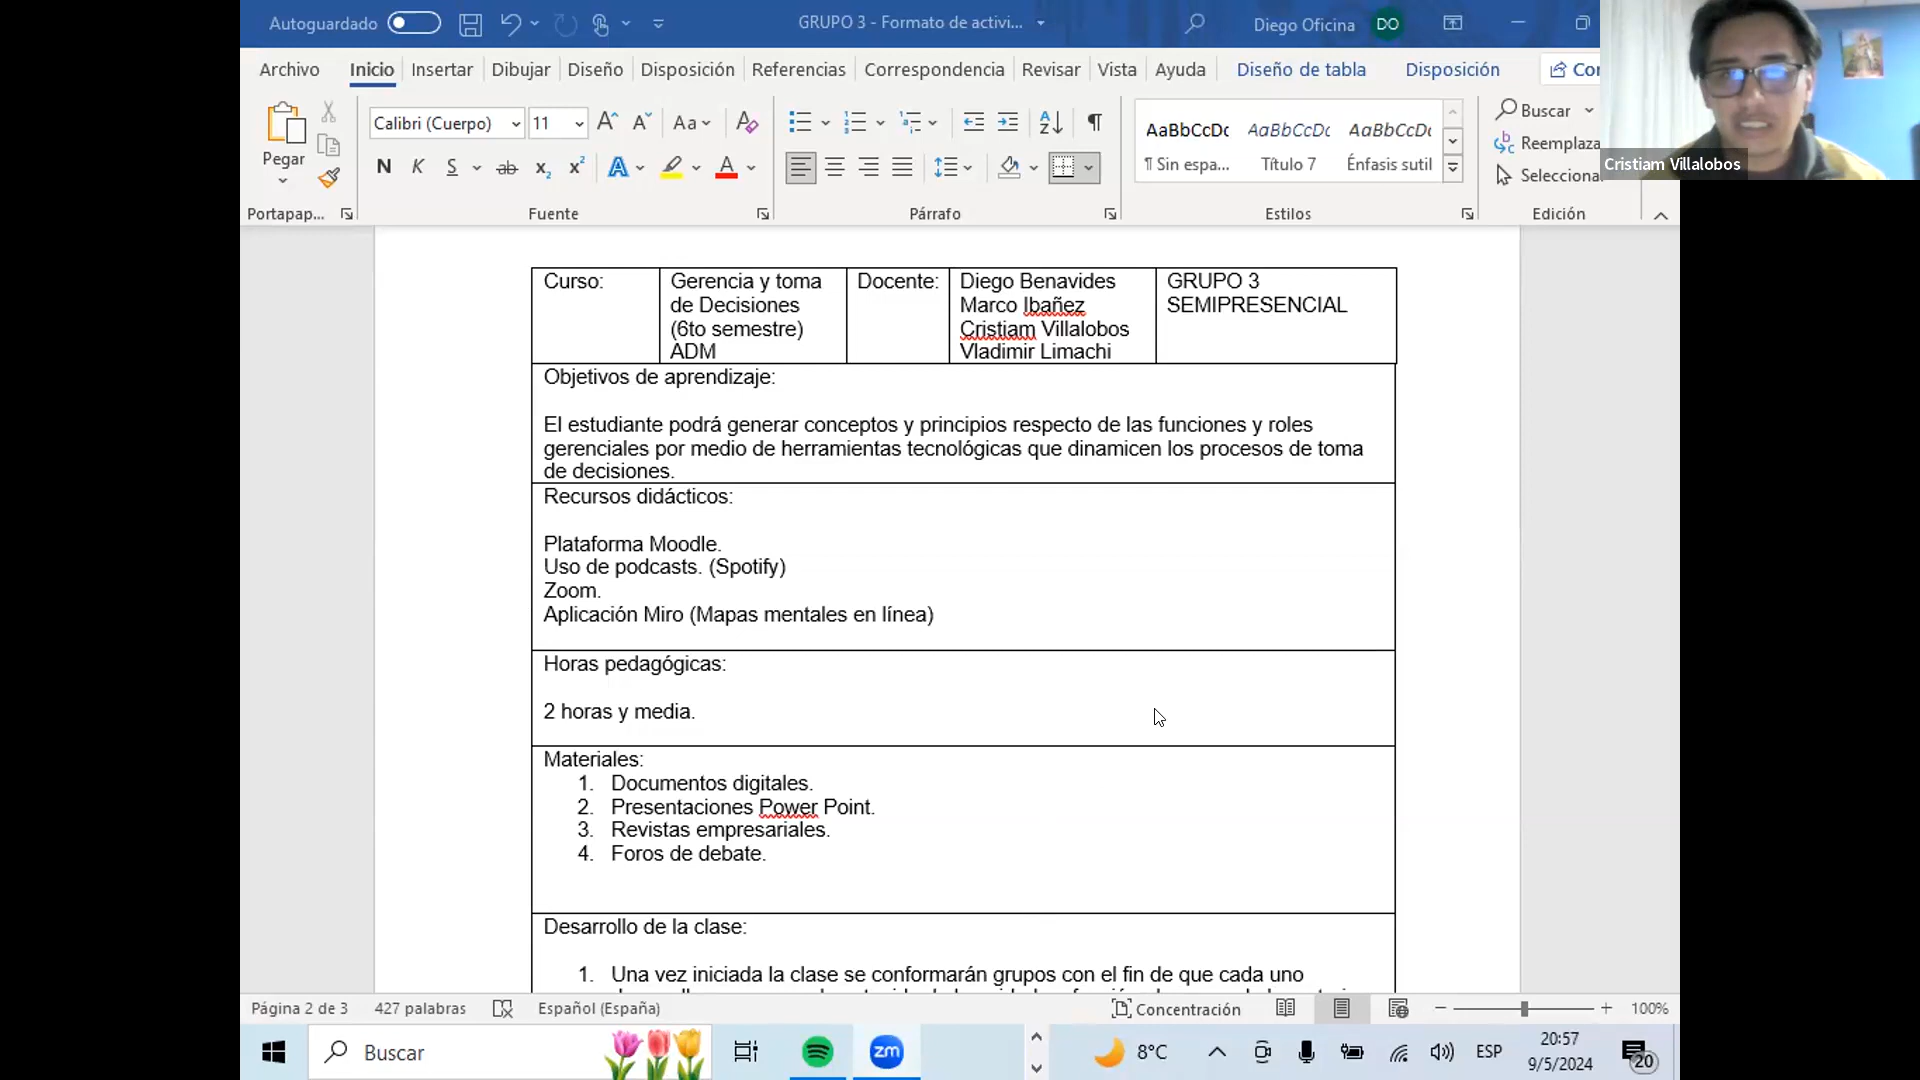 Autoguardado
GRUPO 3 - Formato de activi...
Diego Oficina
DO
Archivo
Inicio
Insertar
Dibujar
Diseño
Disposición
Referencias
Correspondencia
Revisar
Vista
Ayuda
Diseño de tabla
Disposición
Pegar
Calibri (Cuerpo)
11
Aa
N K S ab x₂ x²
AaBbCcDc AaBbCcDc AaBbCcDc
¶ Sin espa... Título 7 Énfasis sutil
Buscar
Reemplaza
Selecciona
Cristiam Villalobos
Portapap...
Fuente
Párrafo
Estilos
Edición
Curso:
Gerencia y toma
de Decisiones
(6to semestre)
ADM
Docente:
Diego Benavides
Marco Ibañez
Cristiam Villalobos
Vladimir Limachi
GRUPO 3
SEMIPRESENCIAL
Objetivos de aprendizaje:
El estudiante podrá generar conceptos y principios respecto de las funciones y roles
gerenciales por medio de herramientas tecnológicas que dinamicen los procesos de toma
de decisiones.
Recursos didácticos:
Plataforma Moodle.
Uso de podcasts. (Spotify)
Zoom.
Aplicación Miro (Mapas mentales en línea)
Horas pedagógicas:
2 horas y media.
Materiales:
1. Documentos digitales.
2. Presentaciones Power Point.
3. Revistas empresariales.
4. Foros de debate.
Desarrollo de la clase:
1. Una vez iniciada la clase se conformarán grupos con el fin de que cada uno
Página 2 de 3
427 palabras
Español (España)
Concentración
100%
Buscar
zm
8°C
ESP
20:57
9/5/2024
20